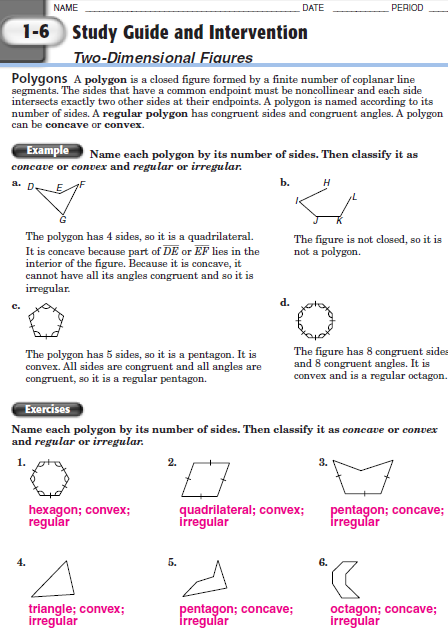 NAME DATE PERIOD
1-6 Study Guide and Intervention
Two-Dimensional Figures
Polygons A polygon is a closed figure formed by a finite number of coplanar line
segments. The sides that have a common endpoint must be noncollinear and each side
intersects exactly two other sides at their endpoints. A polygon is named according to its
number of sides. A regular polygon has congruent sides and congruent angles. A polygon
can be concave or convex.
Example Name each polygon by its number of sides. Then classify it as
concave or convex and regular or irregular.
a. D E F
G
The polygon has 4 sides, so it is a quadrilateral.
It is concave because part of DE or EF lies in the
interior of the figure. Because it is concave, it
cannot have all its angles congruent and so it is
irregular.
b. H
I L
J K
The figure is not closed, so it is
not a polygon.
c.
The polygon has 5 sides, so it is a pentagon. It is
convex. All sides are congruent and all angles are
congruent, so it is a regular pentagon.
d.
The figure has 8 congruent sides
and 8 congruent angles. It is
convex and is a regular octagon.
Exercises
Name each polygon by its number of sides. Then classify it as concave or convex
and regular or irregular.
1.
hexagon; convex;
regular
2.
quadrilateral; convex;
irregular
3.
pentagon; concave;
irregular
4.
triangle; convex;
irregular
5.
pentagon; concave;
irregular
6.
octagon; concave;
irregular